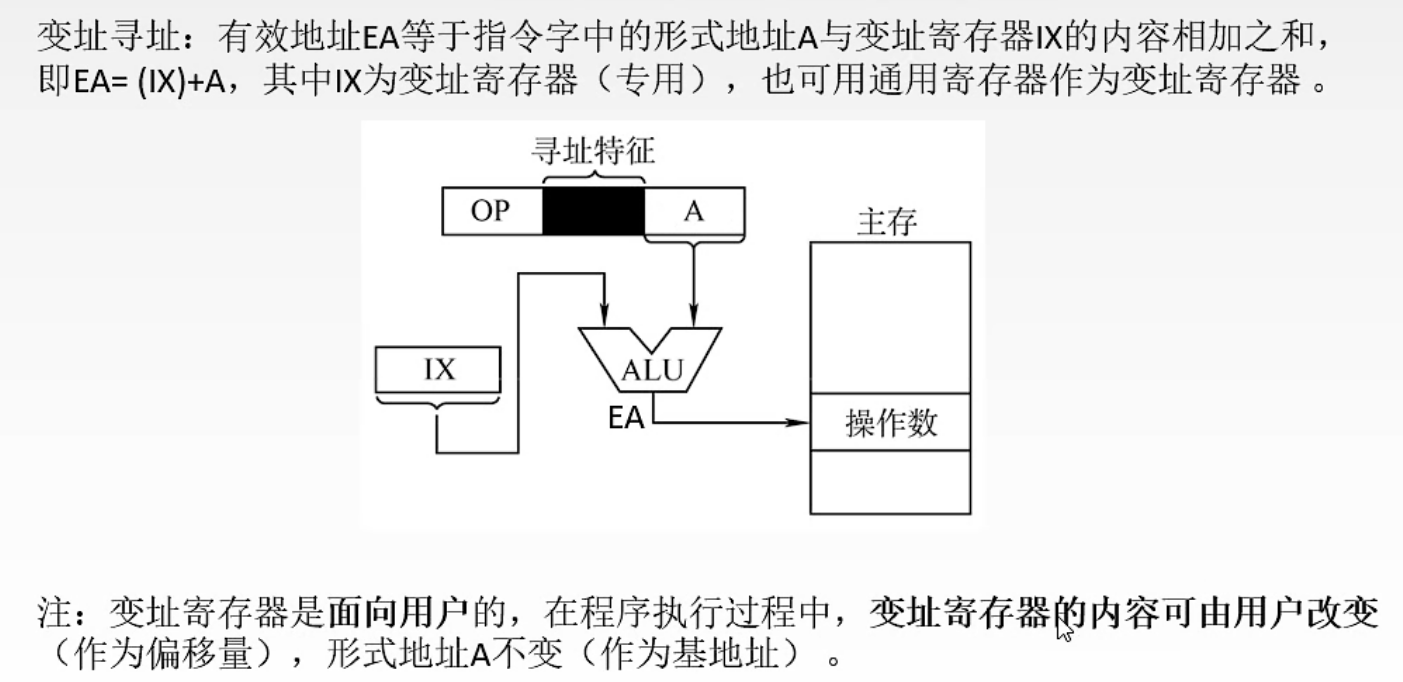 变址寻址：有效地址EA等于指令字中的形式地址A与变址寄存器IX的内容相加之和，
即EA= (IX)+A，其中IX为变址寄存器（专用），也可用通用寄存器作为变址寄存器 。
寻址特征
OP
A
主存
IX
ALU
EA
操作数
注：变址寄存器是面向用户的，在程序执行过程中，变址寄存器的内容可由用户改变
（作为偏移量），形式地址A不变（作为基地址） 。